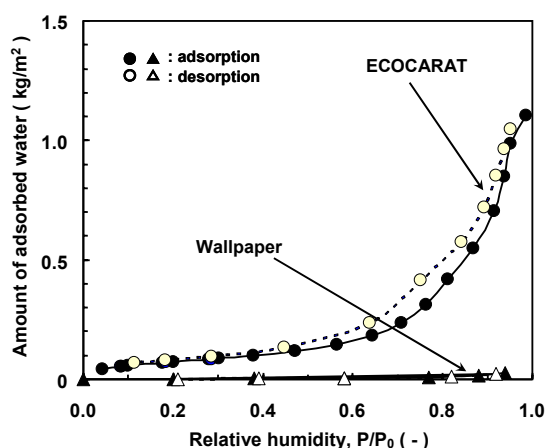 1.5
● ▲ : adsorption
○ △ : desorption
ECOCARAT
1.0
Amount of adsorbed water ( kg/m²)
0.5
Wallpaper
0
0.0 0.2 0.4 0.6 0.8 1.0
Relative humidity, P/P₀ ( - )